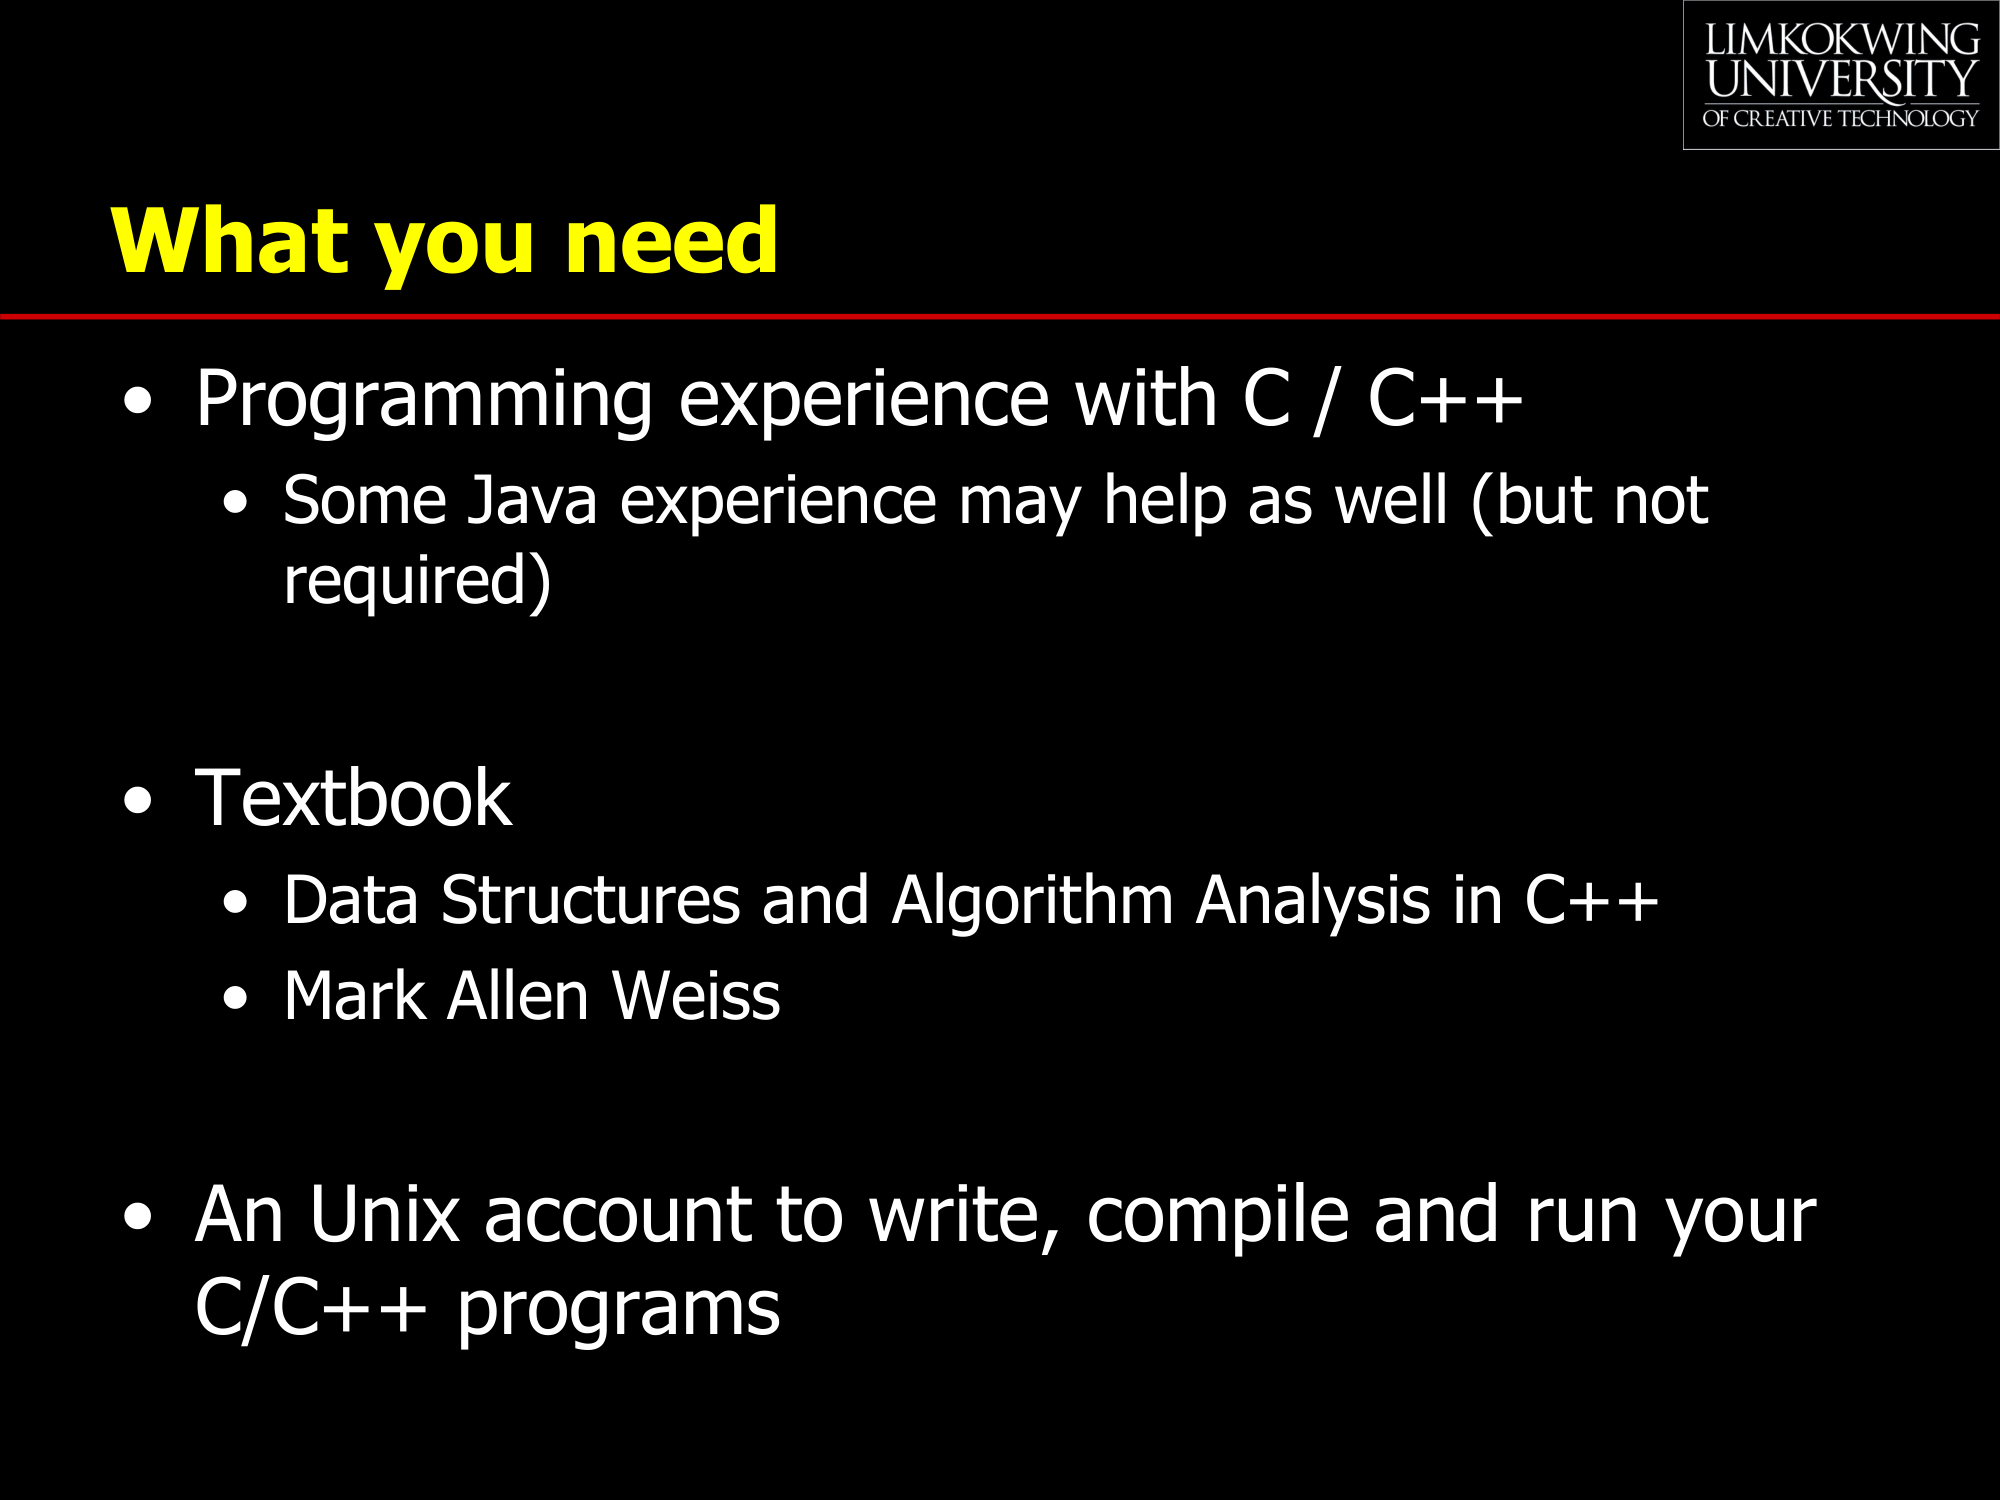 LIMKOKWING
UNIVERSITY
OF CREATIVE TECHNOLOGY
What you need
• Programming experience with C / C++
• Some Java experience may help as well (but not
required)
• Textbook
• Data Structures and Algorithm Analysis in C++
• Mark Allen Weiss
• An Unix account to write, compile and run your
C/C++ programs